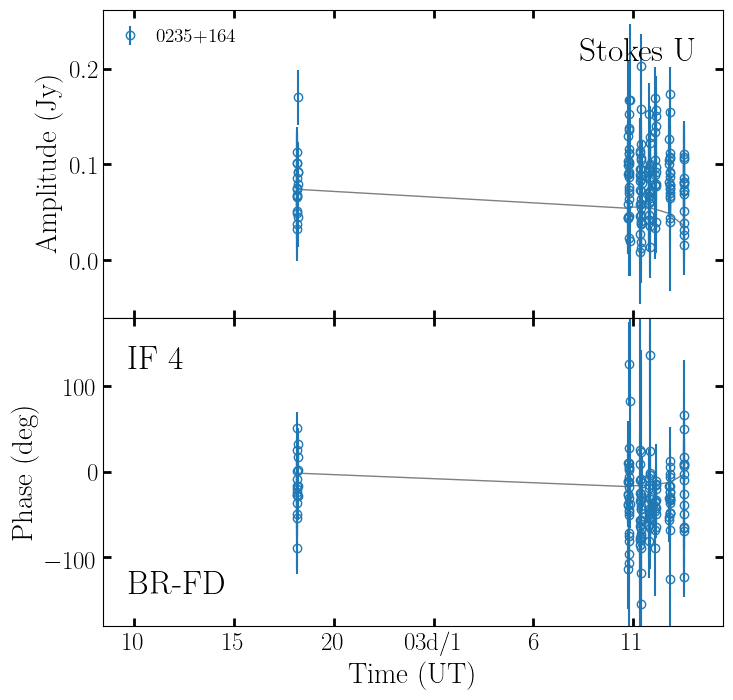 0235+164
Stokes U
Amplitude (Jy)
0.2
0.1
0.0
IF 4
Phase (deg)
100
0
−100
BR-FD
10 15 20 03d/1 6 11
Time (UT)